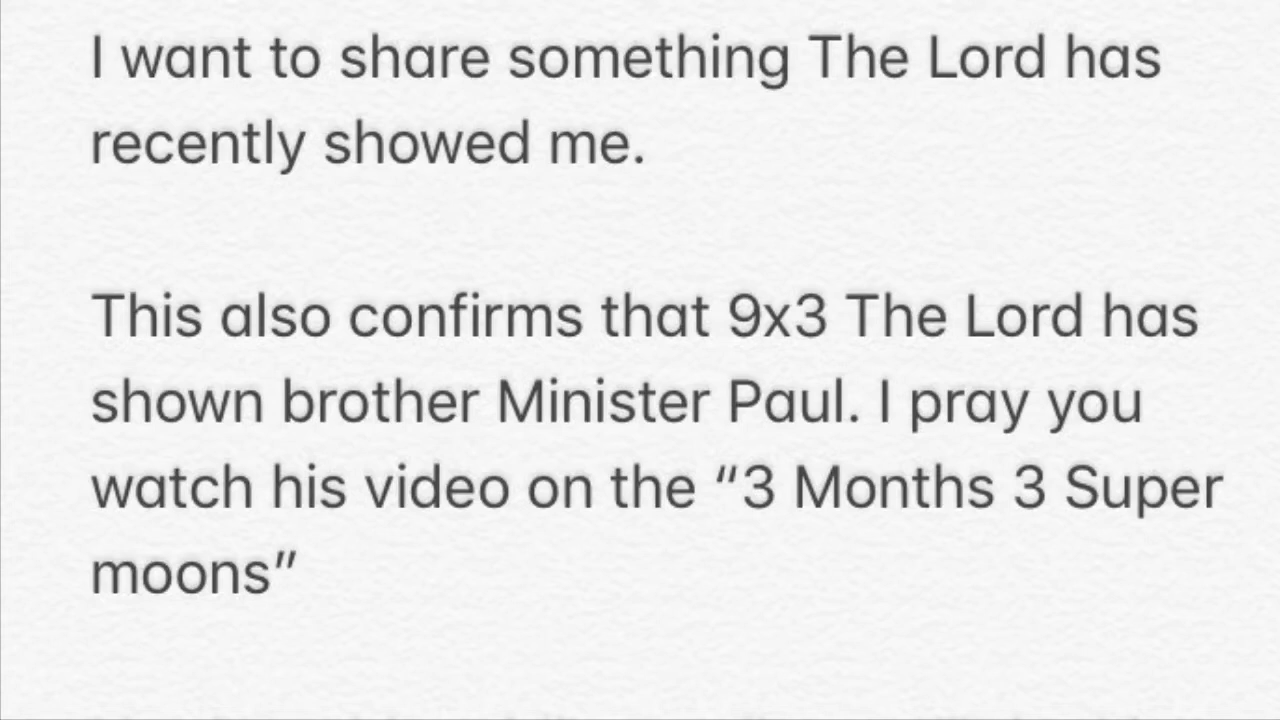 I want to share something The Lord has
recently showed me.
This also confirms that 9x3 The Lord has
shown brother Minister Paul. I pray you
watch his video on the “3 Months 3 Super
moons”